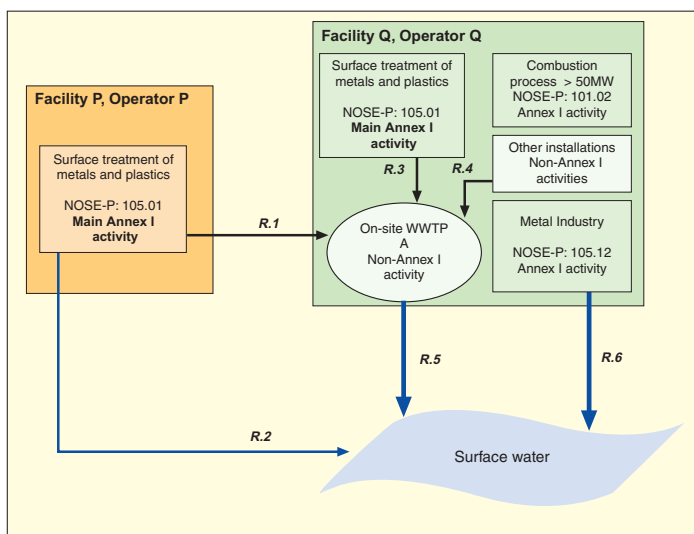 Facility Q, Operator Q
Surface treatment of
metals and plastics
NOSE-P: 105.01
Main Annex I
activity
Combustion
process > 50MW
NOSE-P: 101.02
Annex I activity
Facility P, Operator P
Surface treatment of
metals and plastics
NOSE-P: 105.01
Main Annex I
activity
R.3
R.4
Other installations
Non-Annex I
activities
R.1
On-site WWTP
A
Non-Annex I
activity
Metal Industry
NOSE-P: 105.12
Annex I activity
R.5
R.6
R.2
Surface water